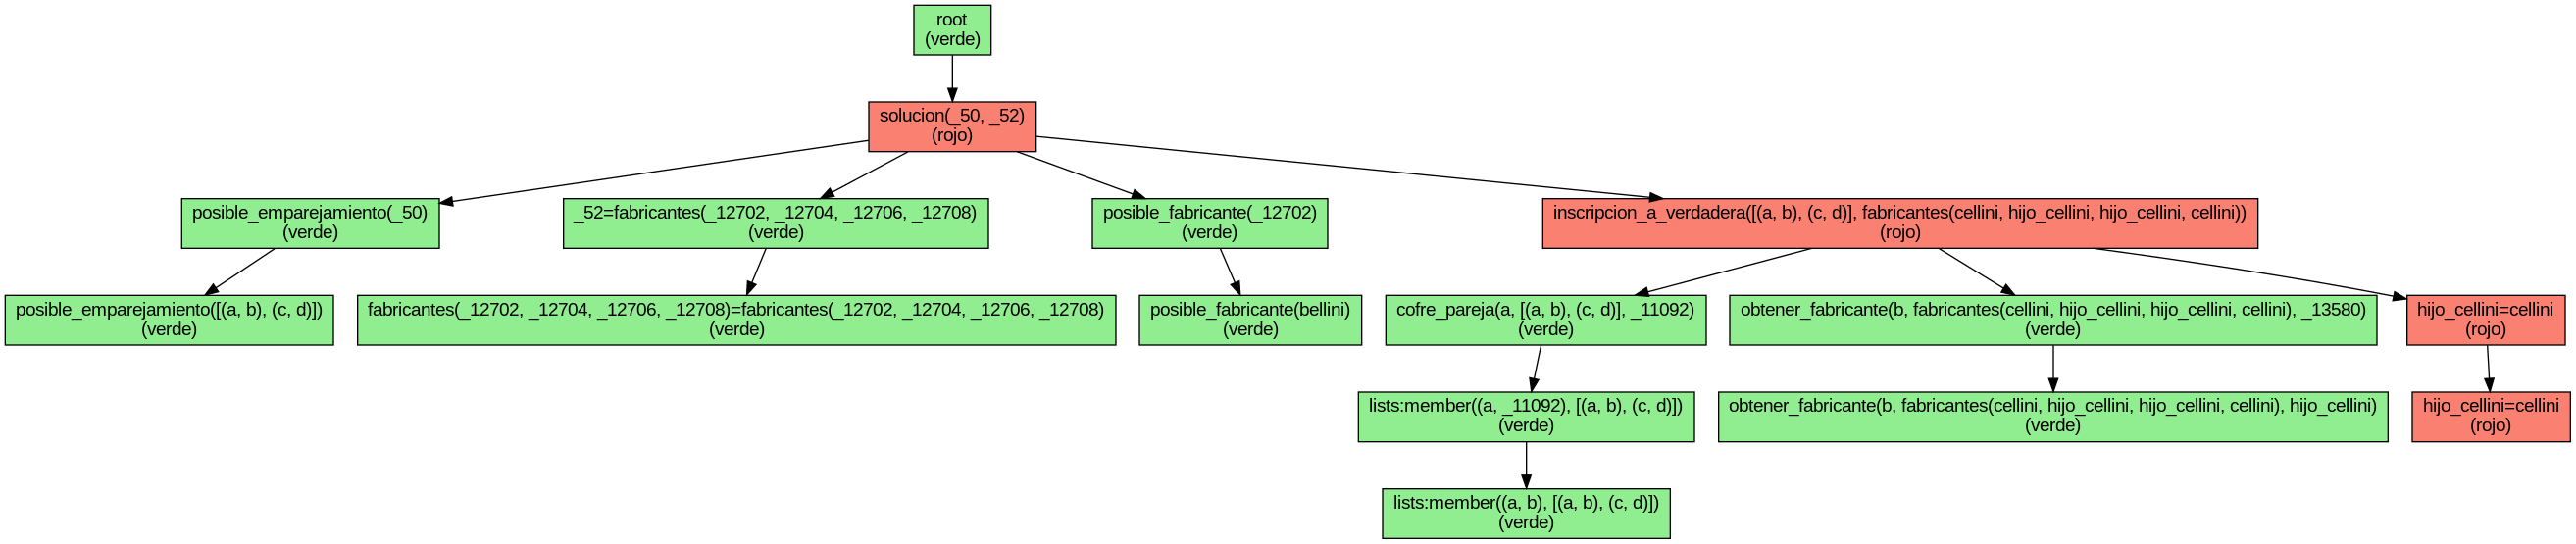 root
(verde)
solucion(_50, _52)
(rojo)
posible_emparejamiento(_50)
(verde)
_52=fabricantes(_12702, _12704, _12706, _12708)
(verde)
posible_fabricante(_12702)
(verde)
inscripcion_a_verdadera([(a, b), (c, d)], fabricantes(cellini, hijo_cellini, hijo_cellini, cellini))
(rojo)
posible_emparejamiento([(a, b), (c, d)])
(verde)
fabricantes(_12702, _12704, _12706, _12708)=fabricantes(_12702, _12704, _12706, _12708)
(verde)
posible_fabricante(bellini)
(verde)
cofre_pareja(a, [(a, b), (c, d)], _11092)
(verde)
obtener_fabricante(b, fabricantes(cellini, hijo_cellini, hijo_cellini, cellini), _13580)
(verde)
hijo_cellini=cellini
(rojo)
lists:member((a, _11092), [(a, b), (c, d)])
(verde)
obtener_fabricante(b, fabricantes(cellini, hijo_cellini, hijo_cellini, cellini), hijo_cellini)
(verde)
hijo_cellini=cellini
(rojo)
lists:member((a, b), [(a, b), (c, d)])
(verde)